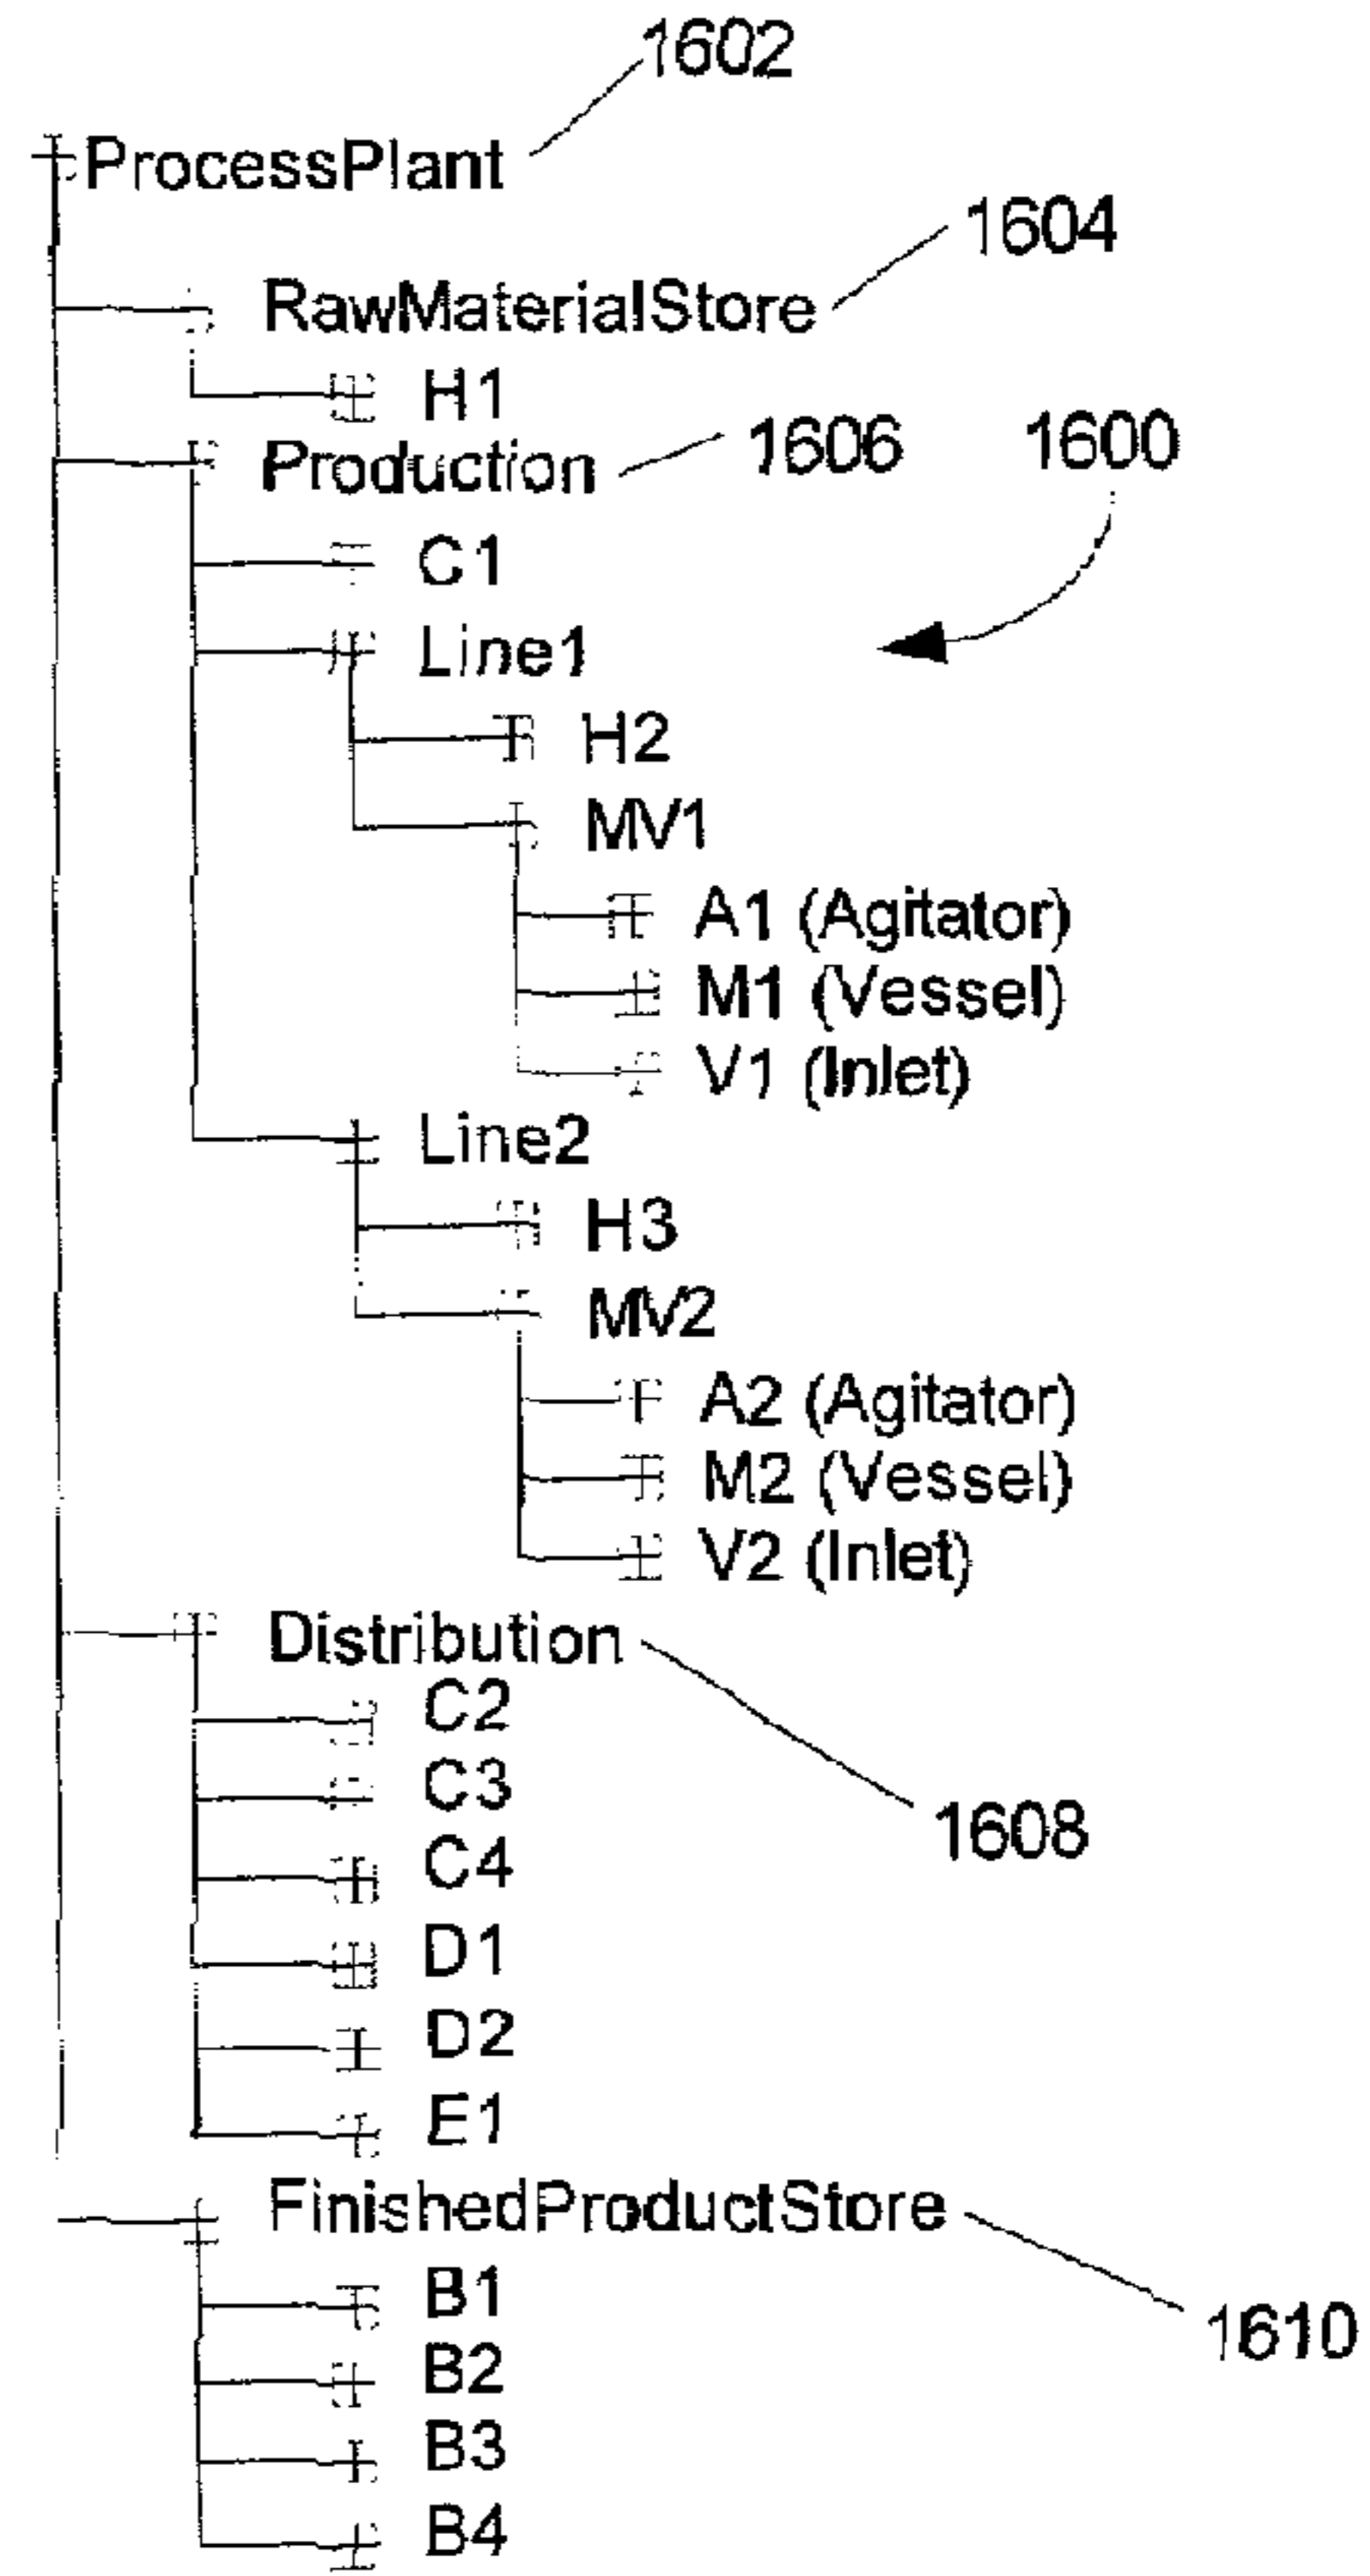 1602
ProcessPlant
1604
RawMaterialStore
H1
Production 1606 1600
C1
Line1
H2
MV1
A1 (Agitator)
M1 (Vessel)
V1 (Inlet)
Line2
H3
MV2
A2 (Agitator)
M2 (Vessel)
V2 (Inlet)
Distribution
C2
C3
1608
C4
D1
D2
E1
FinishedProductStore
B1
1610
B2
B3
B4